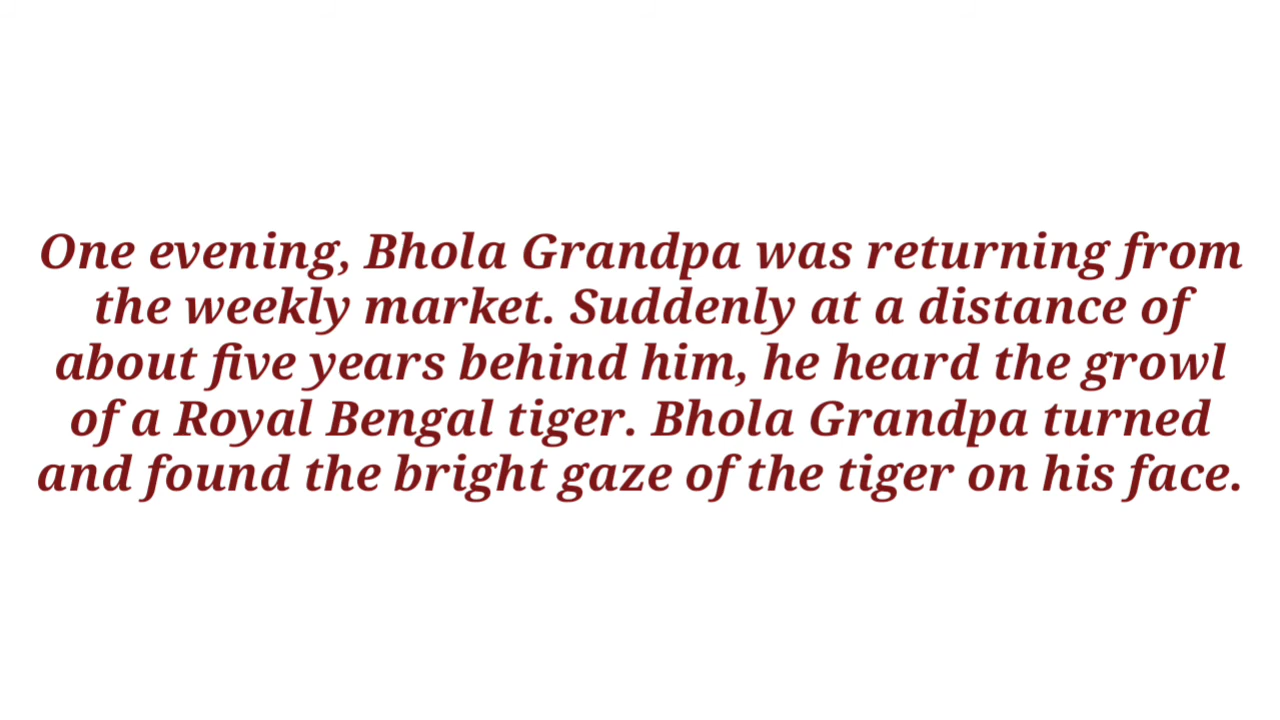 One evening, Bhola Grandpa was returning from
the weekly market. Suddenly at a distance of
about five years behind him, he heard the growl
of a Royal Bengal tiger. Bhola Grandpa turned
and found the bright gaze of the tiger on his face.